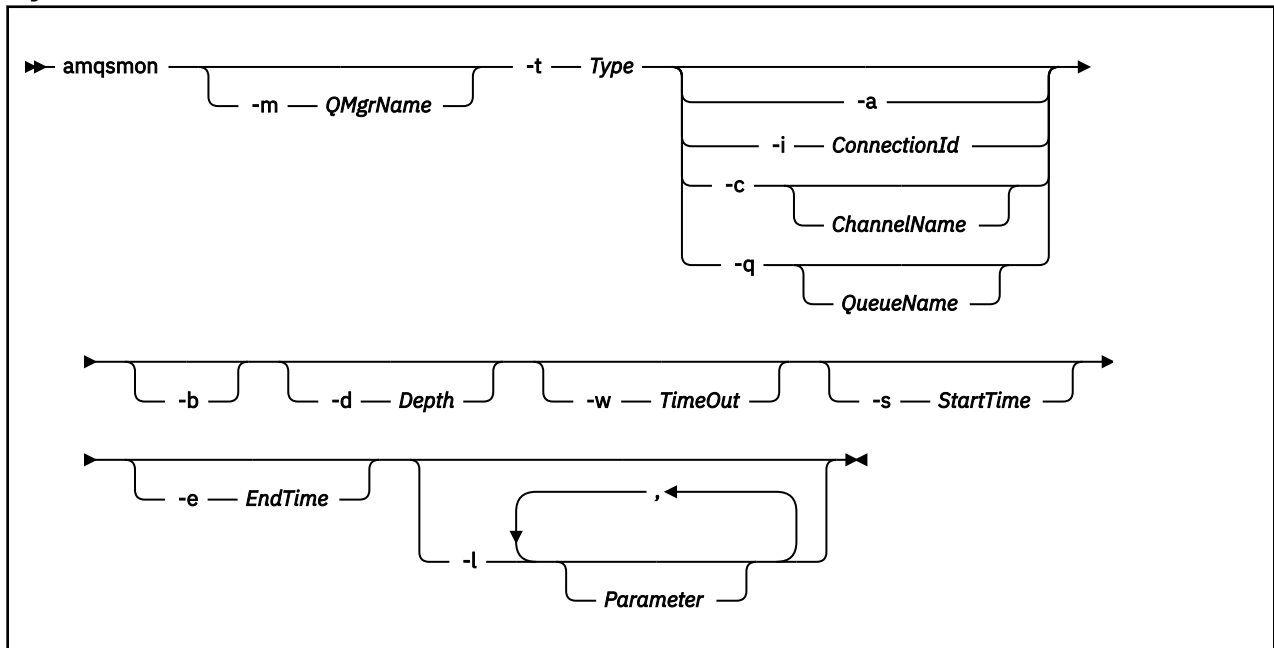 amqsmon -t Type
-m QMgrName -a
-i ConnectionId
-c
ChannelName
-q
QueueName
-b -d Depth -w TimeOut -s StartTime
-e EndTime ,
-l
Parameter